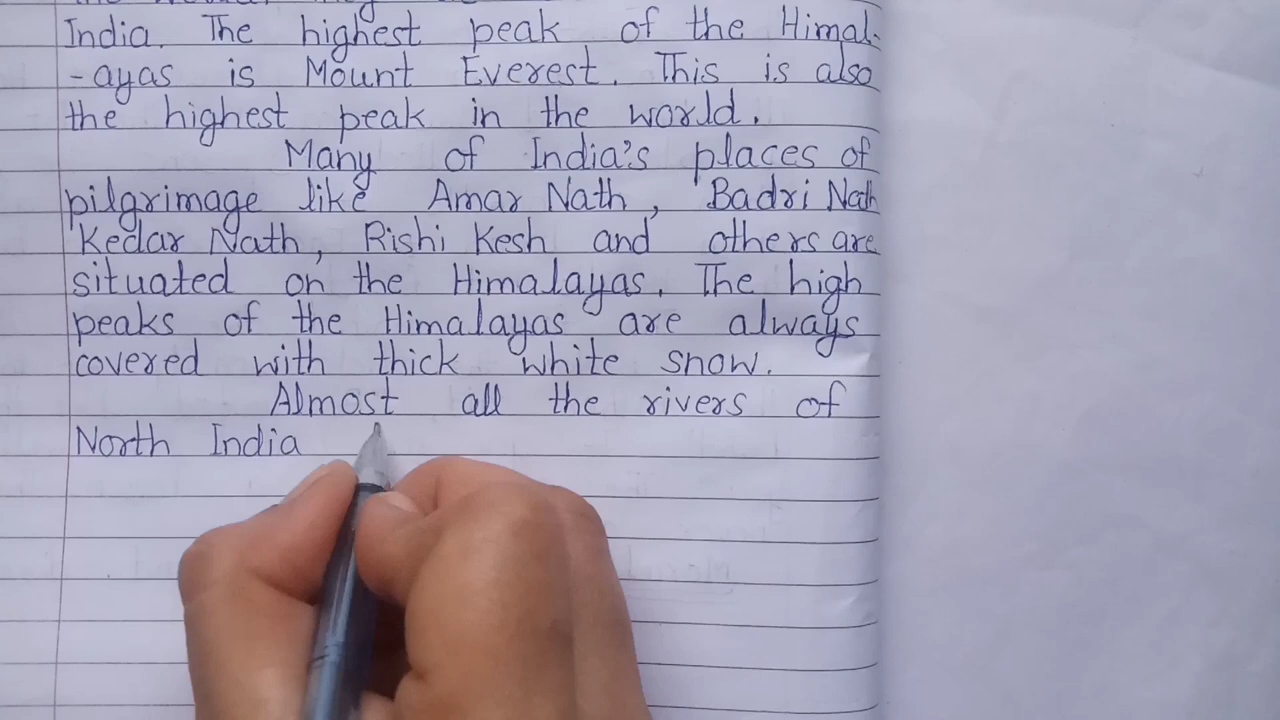 India. The highest peak of the Himal-
-ayas is Mount Everest. This is also
the highest peak in the world.
Many of India's places of
pilgrimage like Amar Nath, Badri Nath
Kedar Nath, Rishi Kesh and others are
situated on the Himalayas. The high
peaks of the Himalayas are always
covered with thick white snow.
Almost all the rivers of
North India